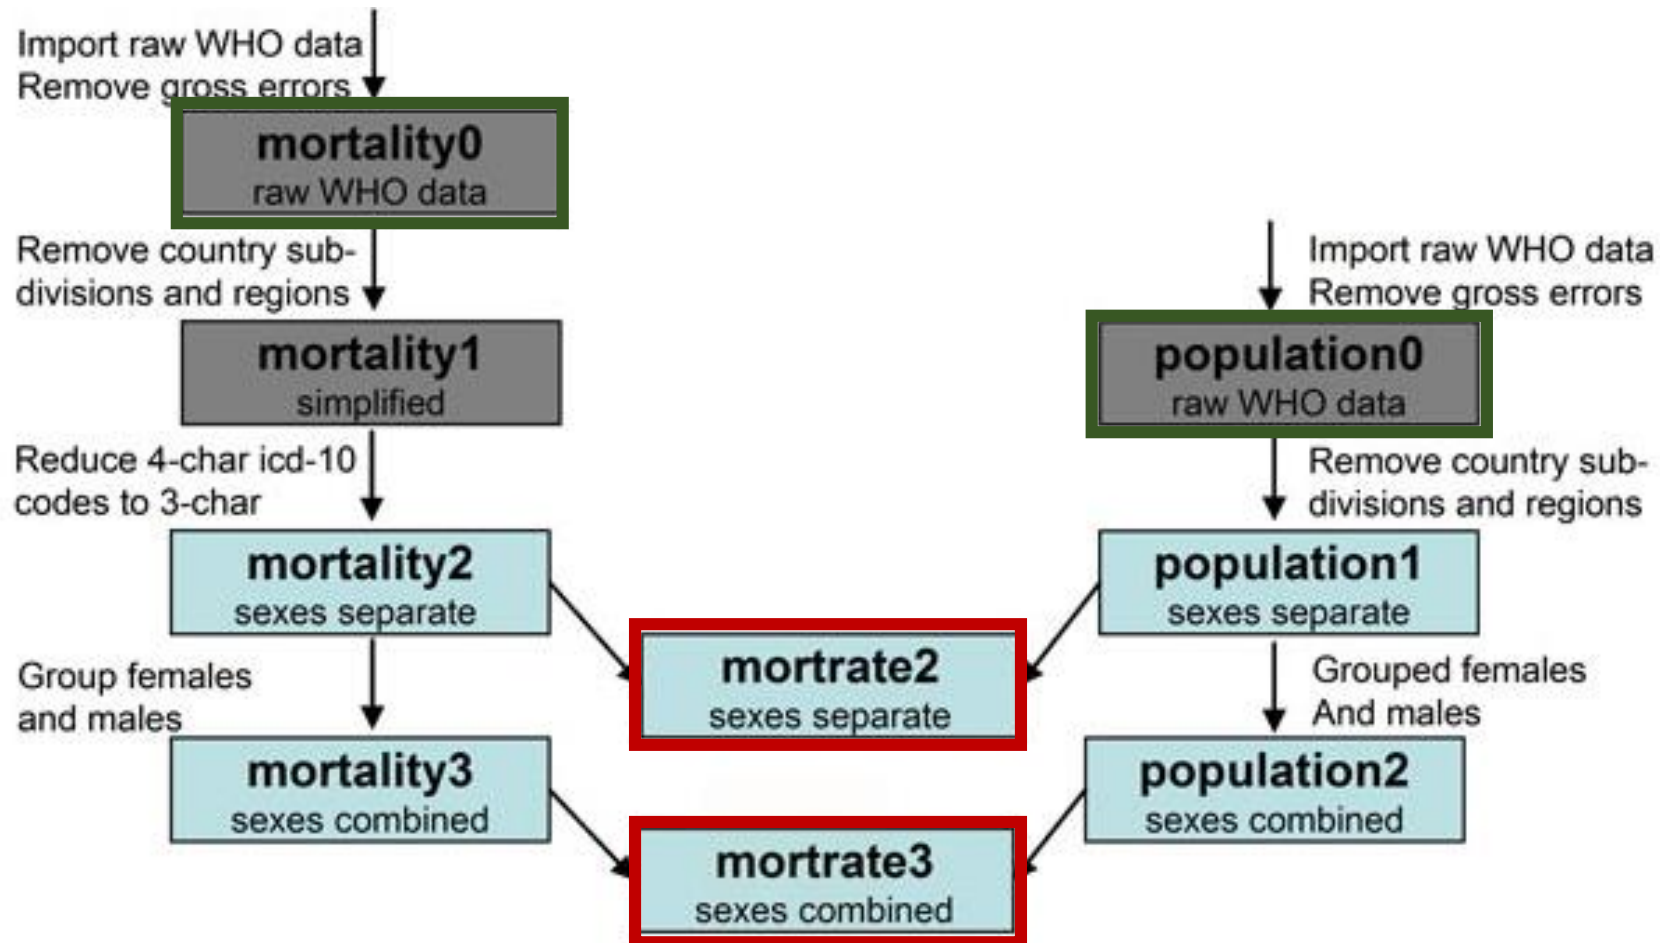 Import raw WHO data
Remove gross errors
mortality0
raw WHO data
Remove country sub-
divisions and regions
Import raw WHO data
Remove gross errors
mortality1
simplified
population0
raw WHO data
Reduce 4-char icd-10
codes to 3-char
Remove country sub-
divisions and regions
mortality2
sexes separate
population1
sexes separate
mortrate2
sexes separate
Group females
and males
Grouped females
And males
mortality3
sexes combined
population2
sexes combined
mortrate3
sexes combined